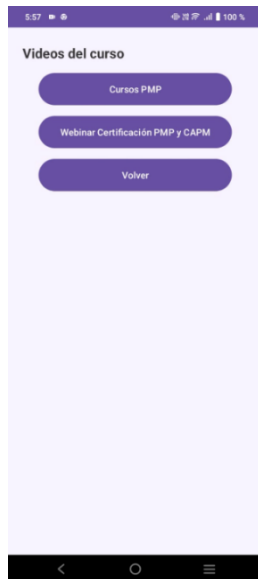 5:57
100 %
Videos del curso
Cursos PMP
Webinar Certificación PMP y CAPM
Volver